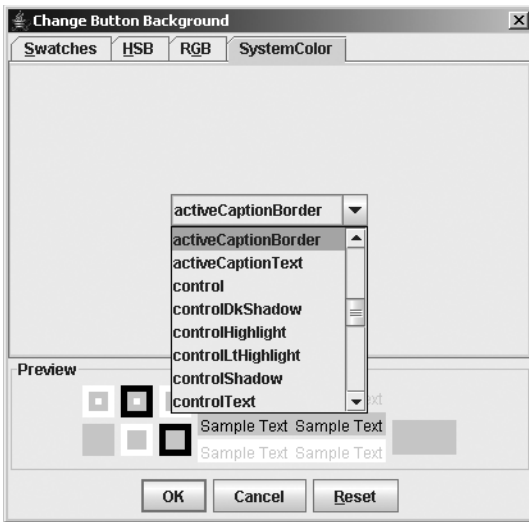 Change Button Background
Swatches HSB RGB SystemColor
activeCaptionBorder
activeCaptionBorder
activeCaptionText
control
controlDkShadow
controlHighlight
controlLtHighlight
controlShadow
controlText
Preview
Sample Text Sample Text
Sample Text Sample Text
OK Cancel Reset